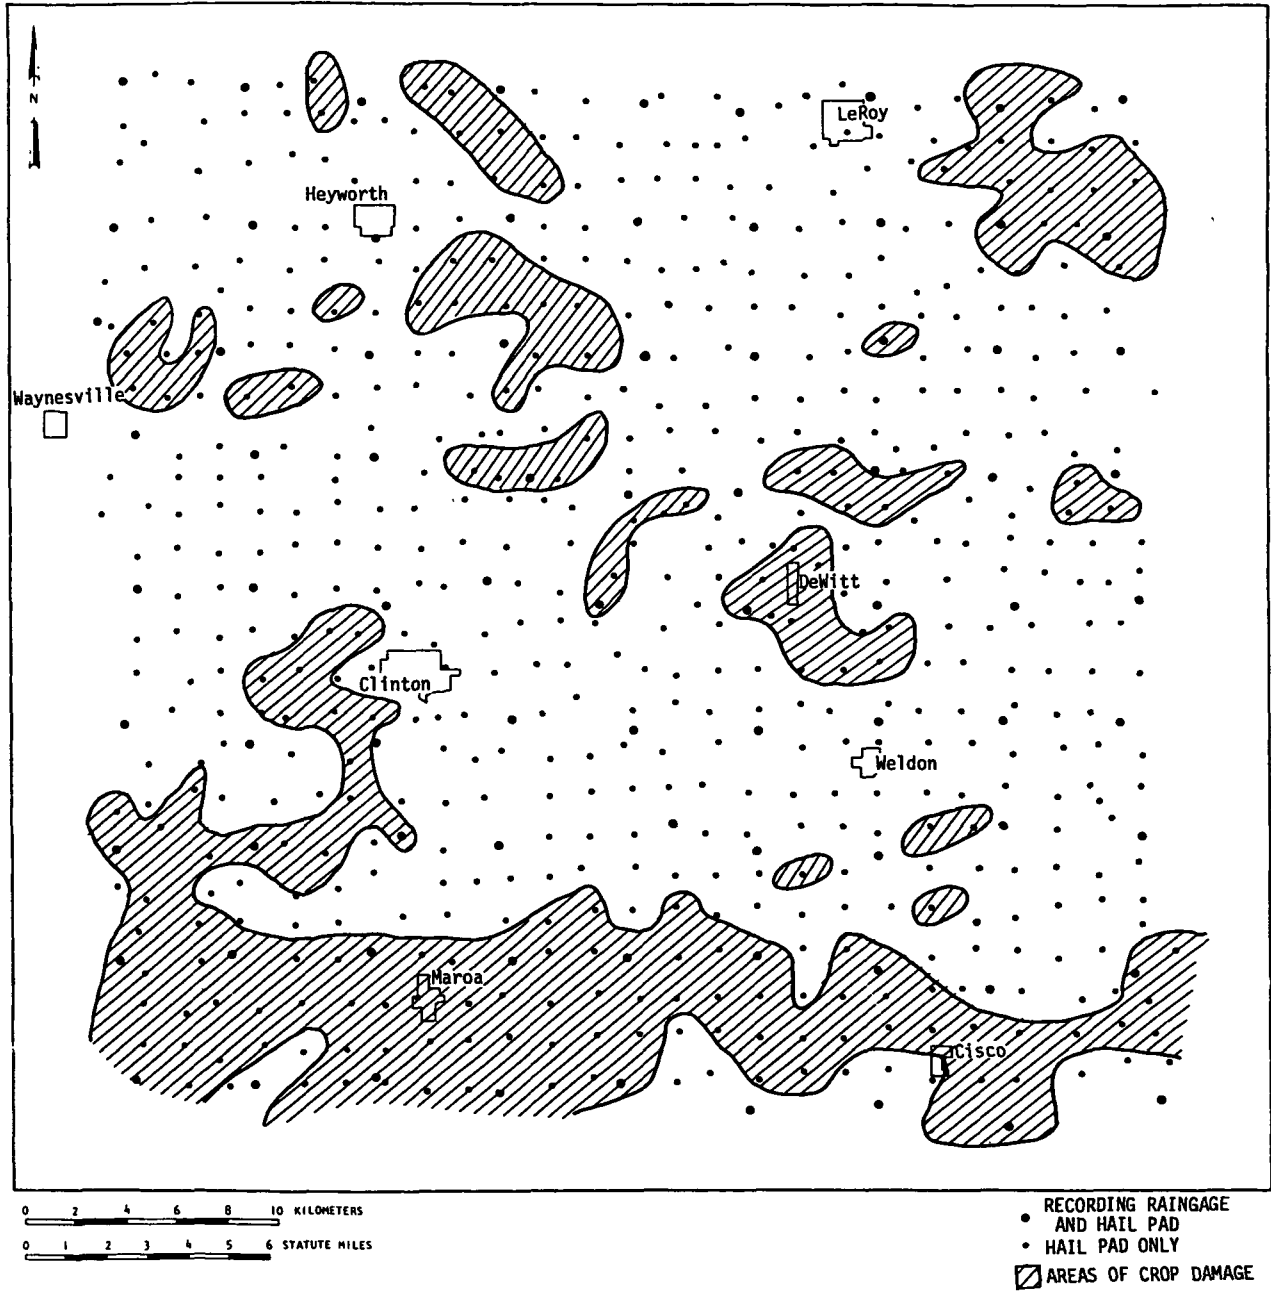 N
LeRoy
Heyworth
Waynesville
DeWitt
Clinton
Weldon
Maroa
Cisco
0 2 4 6 8 10 KILOMETERS
0 1 2 3 4 5 6 STATUTE MILES
RECORDING RAINGAGE
AND HAIL PAD
HAIL PAD ONLY
AREAS OF CROP DAMAGE